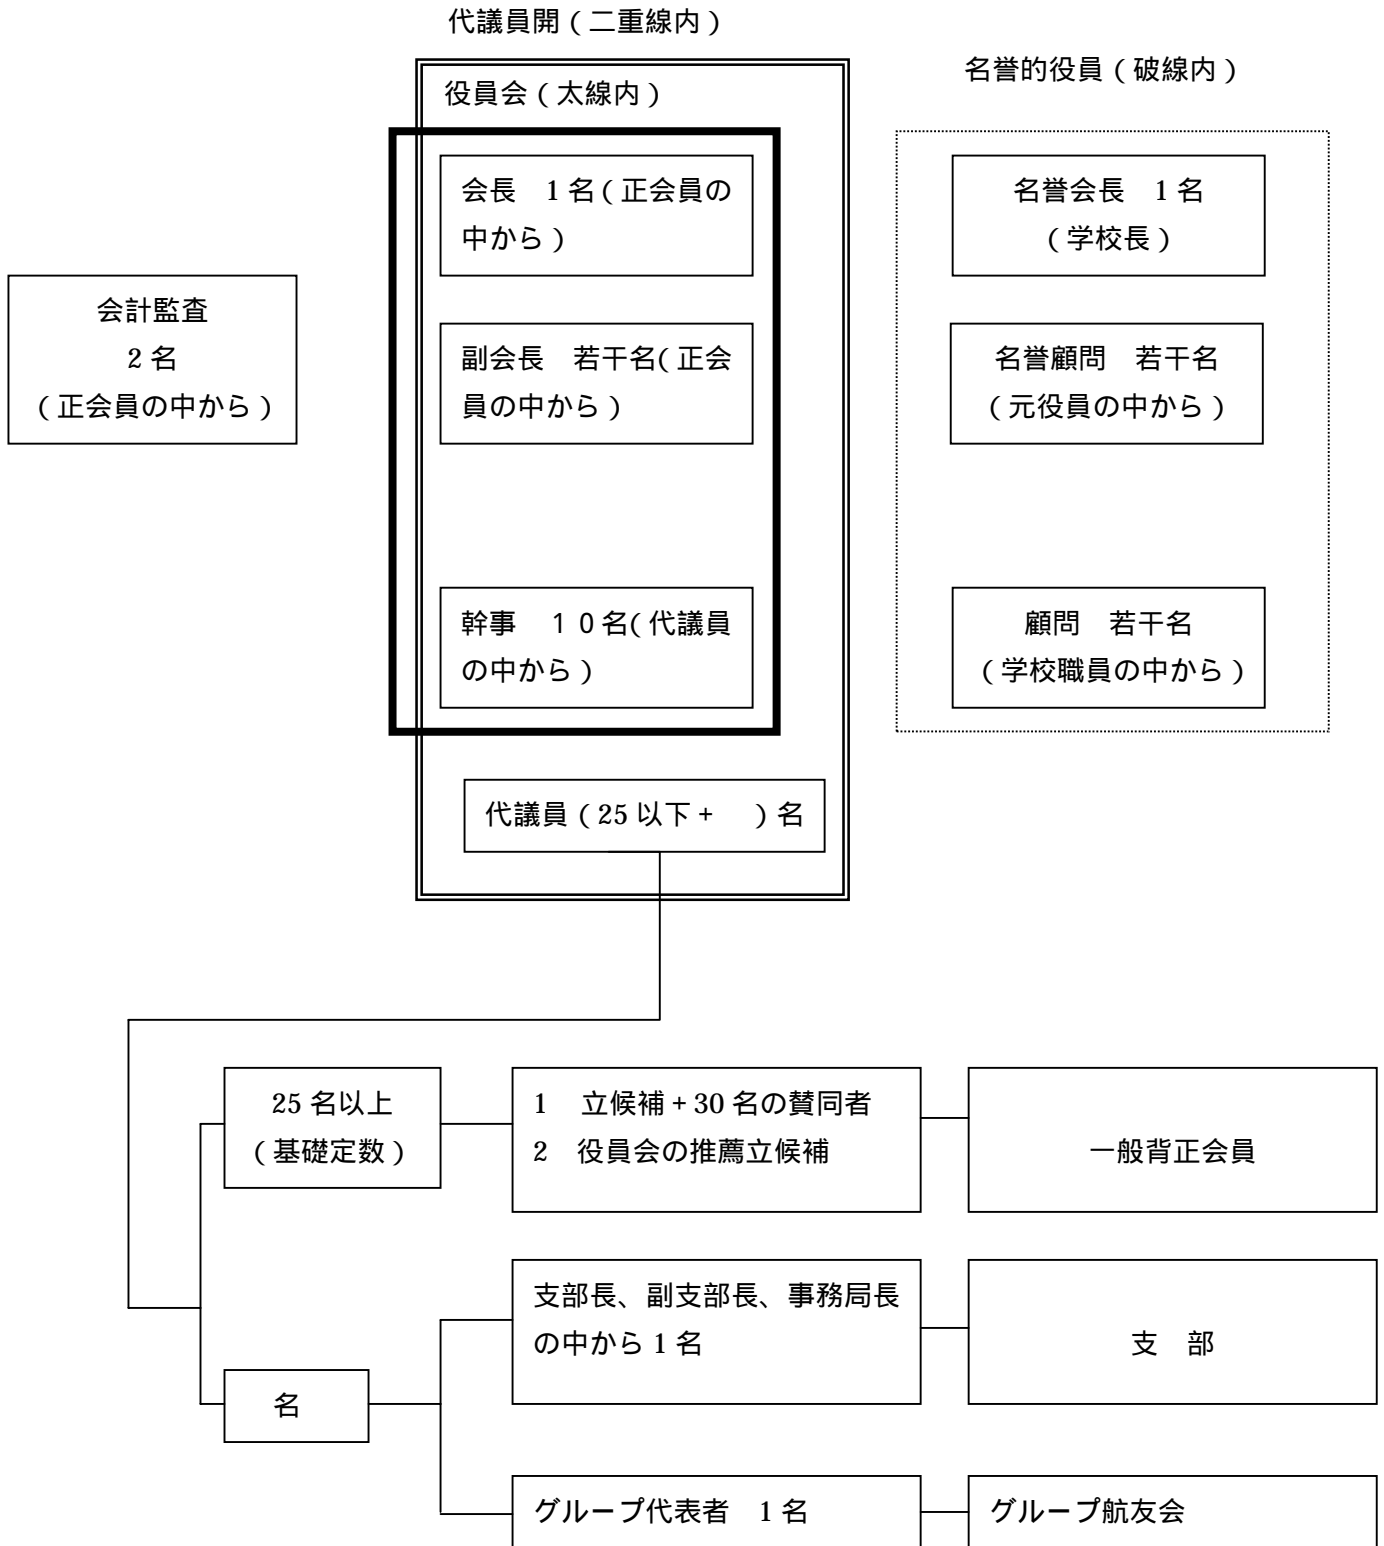 代議員開（二重線内）
名誉的役員（破線内）
役員会（太線内）
会長　1 名（正会員の
中から）
名誉会長　1 名
（学校長）
会計監査
2 名
（正会員の中から）
副会長　若干名（正会
員の中から）
名誉顧問　若干名
（元役員の中から）
幹事　１０名（代議員
の中から）
顧問　若干名
（学校職員の中から）
代議員（25 以下＋　）名
25 名以上
（基礎定数）
1　立候補＋30 名の賛同者
2　役員会の推薦立候補
一般背正会員
支部長、副支部長、事務局長
の中から 1 名
支　部
名
グループ代表者　1 名
グループ航友会